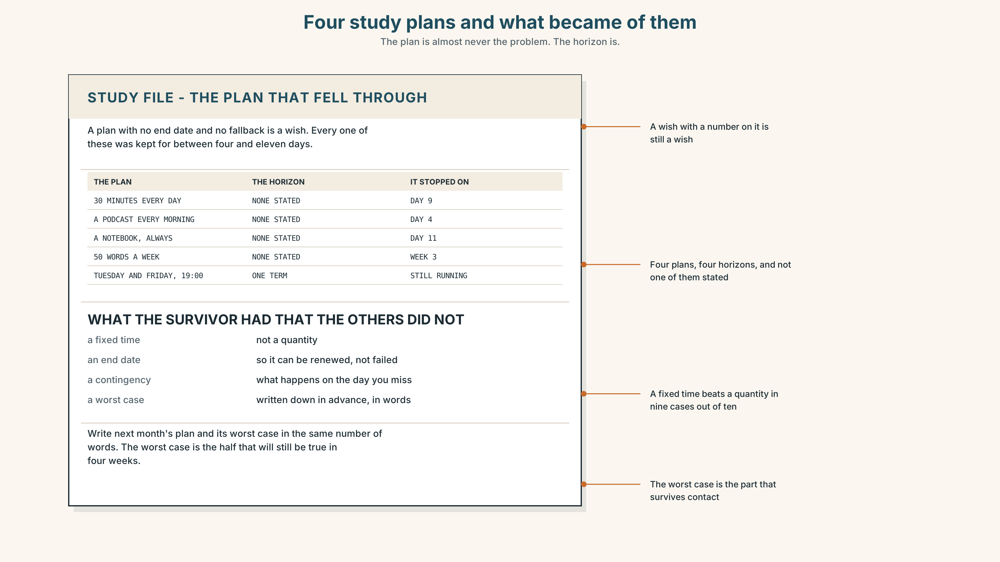 Four study plans and what became of them
The plan is almost never the problem. The horizon is.
STUDY FILE - THE PLAN THAT FELL THROUGH
A plan with no end date and no fallback is a wish. Every one of
these was kept for between four and eleven days.
THE PLAN THE HORIZON IT STOPPED ON
30 MINUTES EVERY DAY NONE STATED DAY 9
A PODCAST EVERY MORNING NONE STATED DAY 4
A NOTEBOOK, ALWAYS NONE STATED DAY 11
50 WORDS A WEEK NONE STATED WEEK 3
TUESDAY AND FRIDAY, 19:00 ONE TERM STILL RUNNING
WHAT THE SURVIVOR HAD THAT THE OTHERS DID NOT
a fixed time not a quantity
an end date so it can be renewed, not failed
a contingency what happens on the day you miss
a worst case written down in advance, in words
Write next month's plan and its worst case in the same number of
words. The worst case is the half that will still be true in
four weeks.
A wish with a number on it is
still a wish
Four plans, four horizons, and not
one of them stated
A fixed time beats a quantity in
nine cases out of ten
The worst case is the part that
survives contact